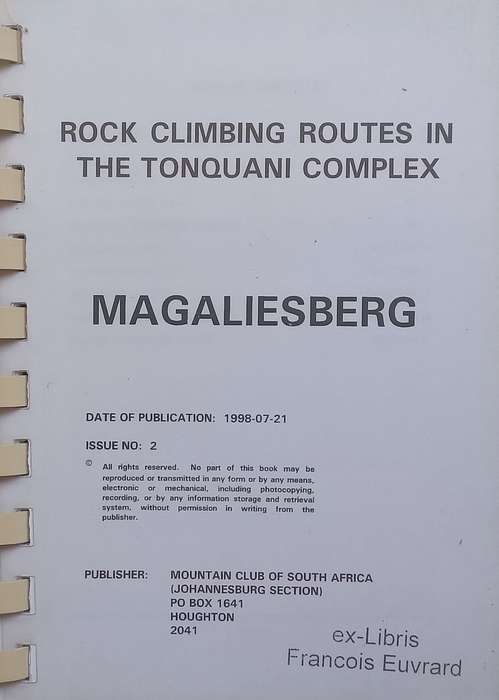 ROCK CLIMBING ROUTES IN
THE TONQUANI COMPLEX
MAGALIESBERG
DATE OF PUBLICATION: 1998-07-21
ISSUE NO: 2
© All rights reserved. No part of this book may be
reproduced or transmitted in any form or by any means,
electronic or mechanical, including photocopying,
recording, or by any information storage and retrieval
system, without permission in writing from the
publisher.
PUBLISHER: MOUNTAIN CLUB OF SOUTH AFRICA
(JOHANNESBURG SECTION)
PO BOX 1641
HOUGHTON
2041
ex-Libris
Francois Euvrard